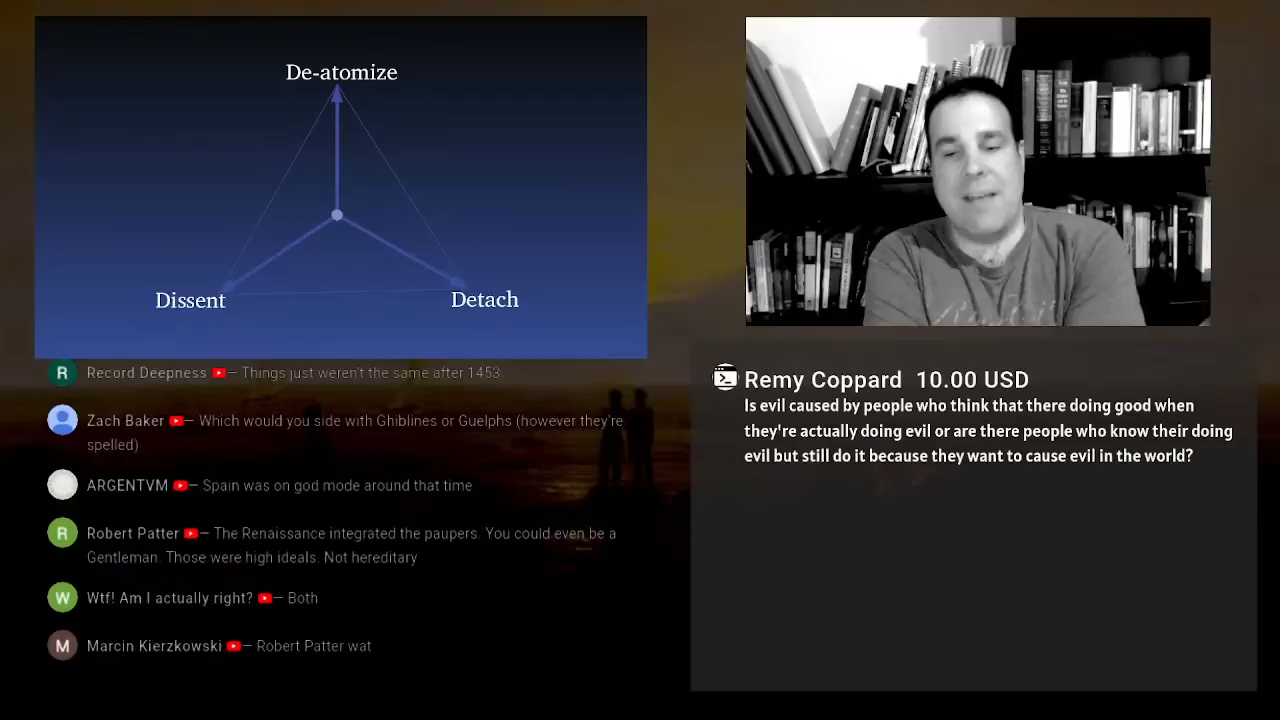 De-atomize
Dissent
Detach
R Record Deepness — Things just weren't the same after 1453
Zach Baker — Which would you side with Ghiblines or Guelphs (however they're
spelled)
ARGENTVM — Spain was on god mode around that time
R Robert Patter — The Renaissance integrated the paupers. You could even be a
Gentleman. Those were high ideals. Not hereditary
W Wtf! Am I actually right? — Both
M Marcin Kierzkowski — Robert Patter wat
Remy Coppard 10.00 USD
Is evil caused by people who think that there doing good when
they're actually doing evil or are there people who know their doing
evil but still do it because they want to cause evil in the world?